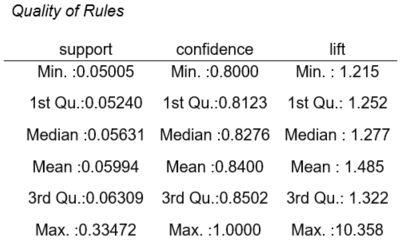 Quality of Rules
support confidence lift
Min. :0.05005 Min. :0.8000 Min. : 1.215
1st Qu.:0.05240 1st Qu.:0.8123 1st Qu.: 1.252
Median :0.05631 Median :0.8276 Median : 1.277
Mean :0.05994 Mean :0.8400 Mean : 1.485
3rd Qu.:0.06309 3rd Qu.:0.8502 3rd Qu.: 1.322
Max. :0.33472 Max. :1.0000 Max. :10.358